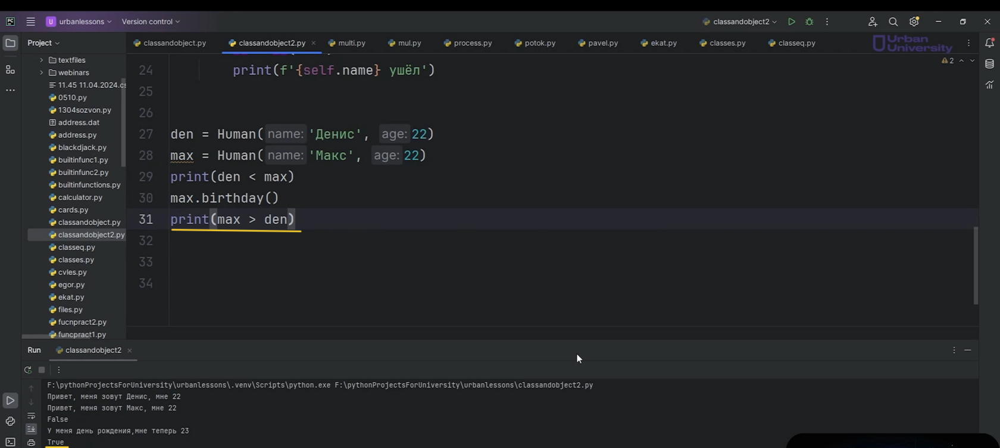 urbanlessons
Version control
classandobject2
Project
classandobject.py
classandobject2.py
multi.py
mul.py
process.py
potok.py
pavel.py
ekat.py
classes.py
classeq.py
Urban
University
2
textfiles
webinars
11.45 11.04.2024.cs
0510.py
1304sozvon.py
address.dat
address.py
blackdjack.py
builtinfunc1.py
builtinfunc2.py
builtinfunctions.py
calculator.py
cards.py
classandobject.py
classandobject2.py
classeq.py
classes.py
cvles.py
egor.py
ekat.py
files.py
fucnpract2.py
funcpract1.py
24 print(f'{self.name} ушёл')
25
26
27 den = Human( name: 'Денис', age: 22)
28 max = Human( name: 'Макс', age: 22)
29 print(den < max)
30 max.birthday()
31 print(max > den)
32
33
34
Run classandobject2
F:\pythonProjectsForUniversity\urbanlessons\.venv\Scripts\python.exe F:\pythonProjectsForUniversity\urbanlessons\classandobject2.py
Привет, меня зовут Денис, мне 22
Привет, меня зовут Макс, мне 22
False
У меня день рождения,мне теперь 23
True